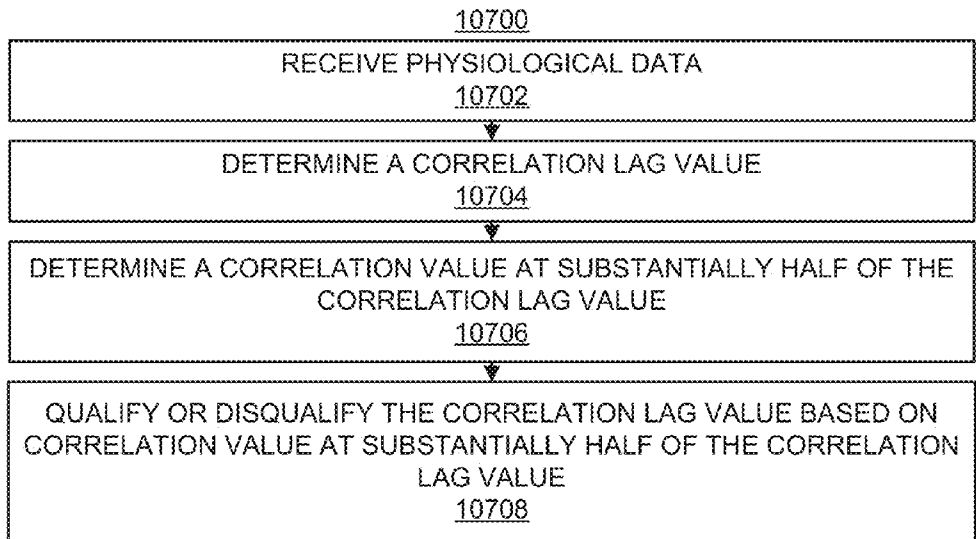 10700
RECEIVE PHYSIOLOGICAL DATA
10702
DETERMINE A CORRELATION LAG VALUE
10704
DETERMINE A CORRELATION VALUE AT SUBSTANTIALLY HALF OF THE
CORRELATION LAG VALUE
10706
QUALIFY OR DISQUALIFY THE CORRELATION LAG VALUE BASED ON
CORRELATION VALUE AT SUBSTANTIALLY HALF OF THE CORRELATION
LAG VALUE
10708